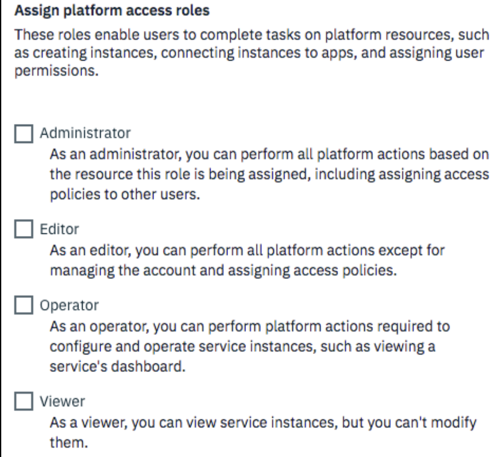 Assign platform access roles
These roles enable users to complete tasks on platform resources, such
as creating instances, connecting instances to apps, and assigning user
permissions.
Administrator
As an administrator, you can perform all platform actions based on
the resource this role is being assigned, including assigning access
policies to other users.
Editor
As an editor, you can perform all platform actions except for
managing the account and assigning access policies.
Operator
As an operator, you can perform platform actions required to
configure and operate service instances, such as viewing a
service's dashboard.
Viewer
As a viewer, you can view service instances, but you can't modify
them.